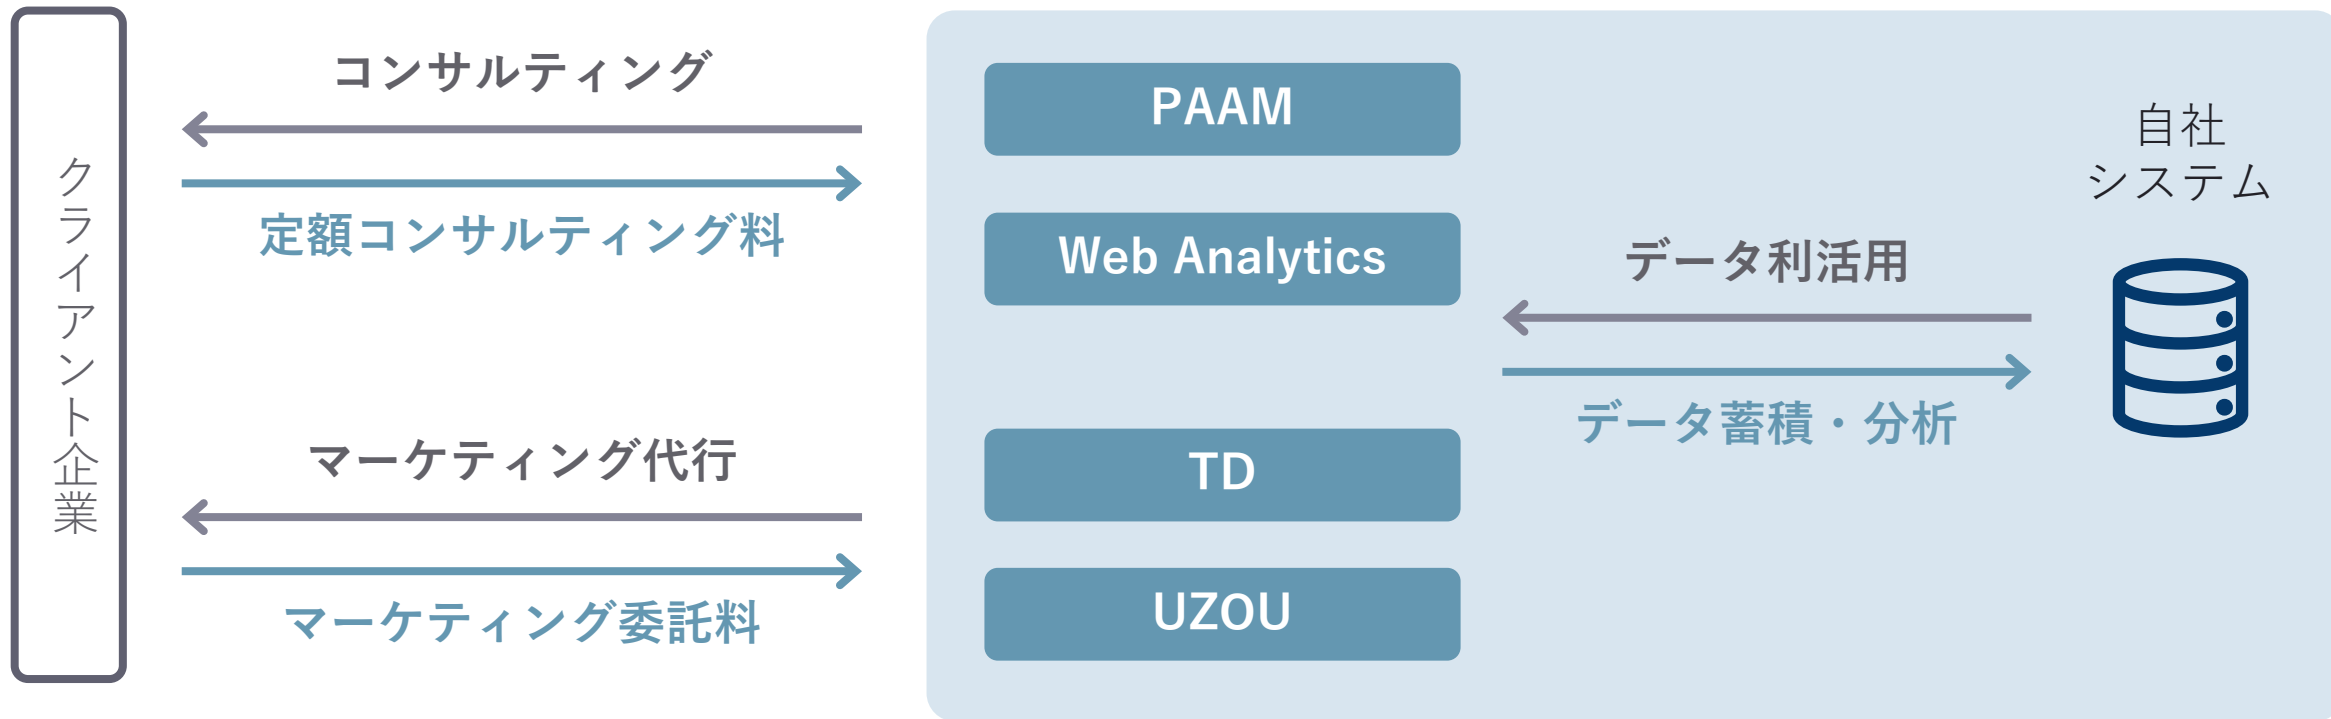 クライアント企業
コンサルティング
定額コンサルティング料
マーケティング代行
マーケティング委託料
PAAM
Web Analytics
TD
UZOU
データ利活用
データ蓄積・分析
自社
システム